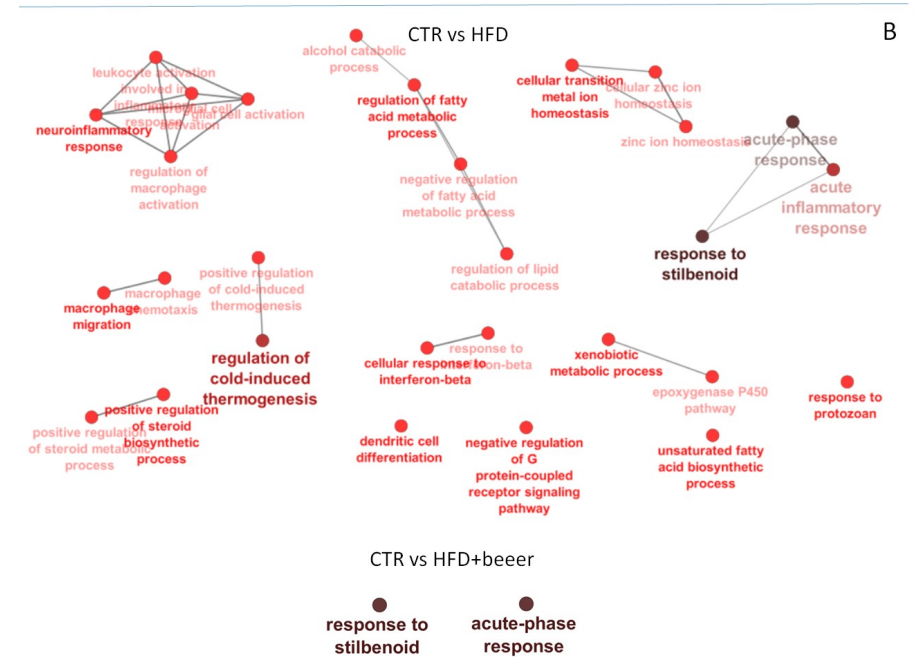 CTR vs HFD
B
leukocyte activation
involved in
inflammatory
response
microglial cell
activation
glial cell activation
neuroinflammatory
response
regulation of
macrophage
activation
alcohol catabolic
process
regulation of fatty
acid metabolic
process
negative regulation
of fatty acid
metabolic process
regulation of lipid
catabolic process
cellular transition
metal ion
homeostasis
cellular zinc ion
homeostasis
zinc ion homeostasis
acute-phase
response
acute
inflammatory
response
response to
stilbenoid
macrophage
migration
macrophage
chemotaxis
positive regulation
of cold-induced
thermogenesis
regulation of
cold-induced
thermogenesis
cellular response to
interferon-beta
response to
interferon-beta
xenobiotic
metabolic process
epoxygenase P450
pathway
response to
protozoan
positive regulation
of steroid
biosynthetic
process
positive regulation
of steroid metabolic
process
dendritic cell
differentiation
negative regulation
of G
protein-coupled
receptor signaling
pathway
unsaturated fatty
acid biosynthetic
process
CTR vs HFD+beeer
response to
stilbenoid
acute-phase
response